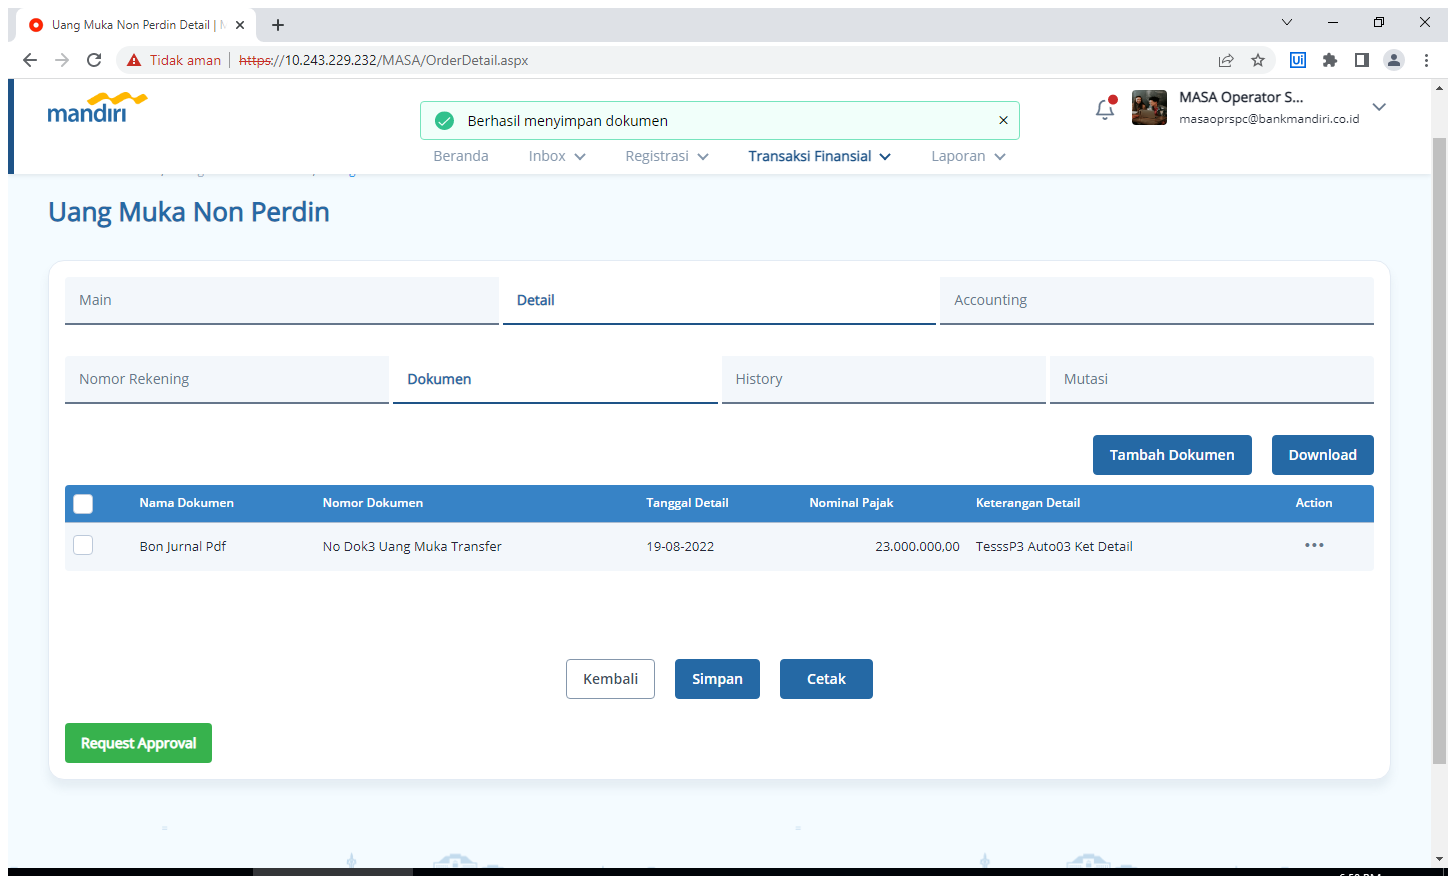 Uang Muka Non Perdin Detail |
Tidak aman
https://10.243.229.232/MASA/OrderDetail.aspx
Ui
mandiri
Berhasil menyimpan dokumen
MASA Operator S...
masaoprspc@bankmandiri.co.id
Beranda
Inbox
Registrasi
Transaksi Finansial
Laporan
Uang Muka Non Perdin
Main
Detail
Accounting
Nomor Rekening
Dokumen
History
Mutasi
Tambah Dokumen
Download
Nama Dokumen Nomor Dokumen Tanggal Detail Nominal Pajak Keterangan Detail Action
Bon Jurnal Pdf No Dok3 Uang Muka Transfer 19-08-2022 23.000.000,00 TesssP3 Auto03 Ket Detail
Kembali
Simpan
Cetak
Request Approval